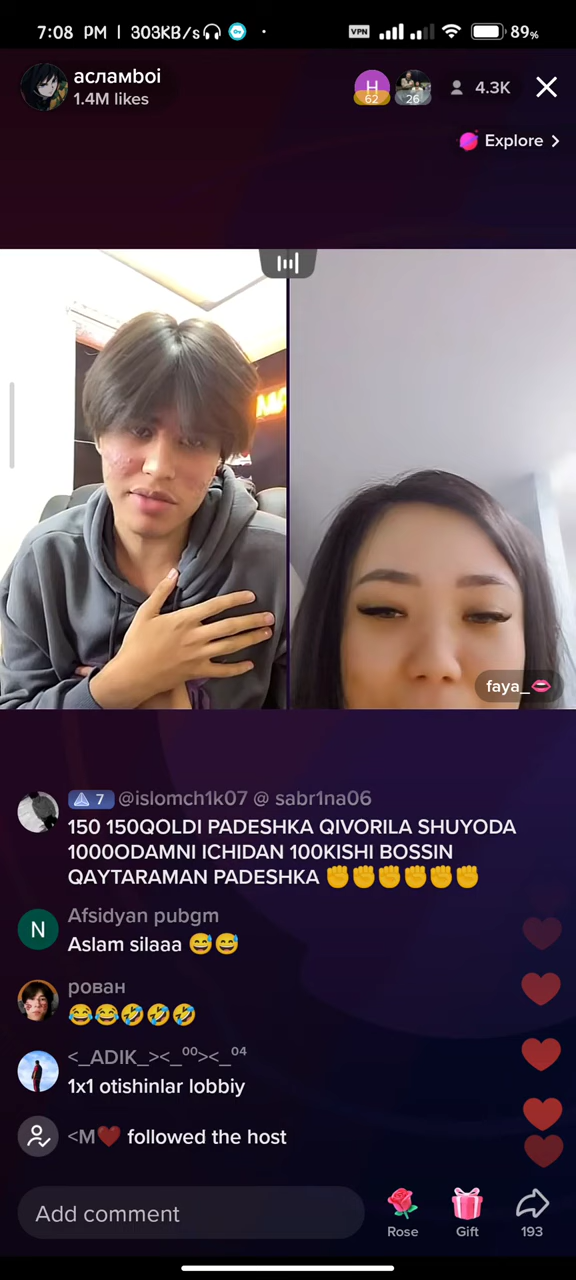 7:08 PM | 303KB/s
VPN
89%
асламboi
1.4M likes
H
62
26
4.3K
Explore
faya_
7
@islomch1k07 @ sabr1na06
150 150QOLDI PADESHKA QIVORILA SHUYODA
1000ODAMNI ICHIDAN 100KISHI BOSSIN
QAYTARAMAN PADESHKA ✊✊✊✊✊✊
N
Afsidyan pubgm
Aslam silaaa 😅😅
рован
😂😂🤣🤣🤣
<_ADIK_><_⁰⁰><_⁰⁴
1x1 otishinlar lobbiy
<M❤️ followed the host
Add comment
Rose
Gift
193